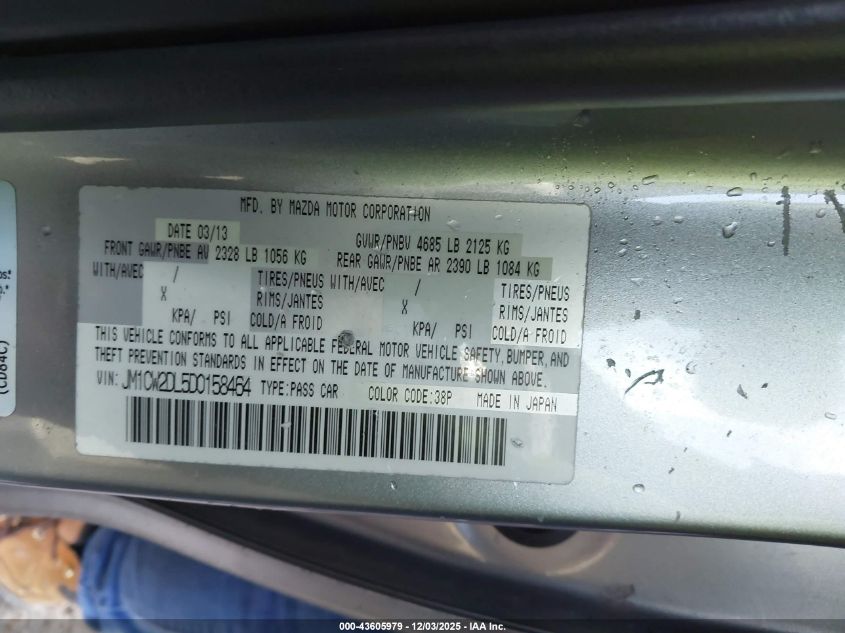 MFD. BY MAZDA MOTOR CORPORATION
DATE 03/13
GVWR/PNBV 4685 LB 2125 KG
FRONT GAWR/PNBE AV 2328 LB 1056 KG
REAR GAWR/PNBE AR 2390 LB 1084 KG
WITH/AVEC / TIRES/PNEUS WITH/AVEC / TIRES/PNEUS
X RIMS/JANTES X RIMS/JANTES
KPA/ PSI COLD/A FROID KPA/ PSI COLD/A FROID
THIS VEHICLE CONFORMS TO ALL APPLICABLE FEDERAL MOTOR VEHICLE SAFETY, BUMPER, AND
THEFT PREVENTION STANDARDS IN EFFECT ON THE DATE OF MANUFACTURE SHOWN ABOVE.
VIN: JM1CW2DL5D0158464 TYPE:PASS CAR COLOR CODE:38P MADE IN JAPAN
(CD84C)
000-43605979 - 12/03/2025 - IAA Inc.